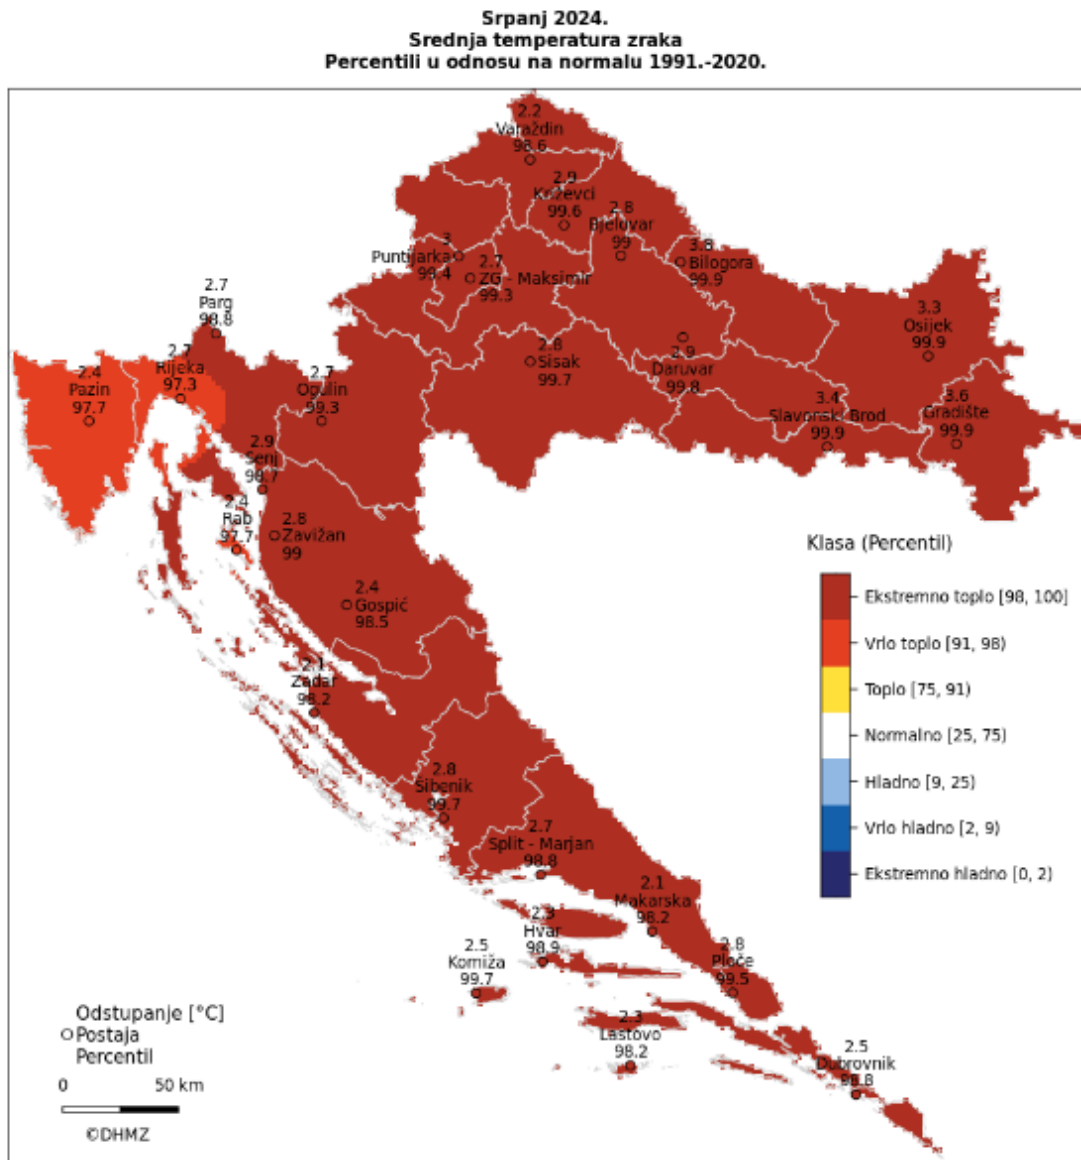 Srpanj 2024.
Srednja temperatura zraka
Percentili u odnosu na normalu 1991.-2020.
2.2
Varaždin
98.6
2.9
Križevci
99.6
2.8
Bjelovar
99
3
Puntijarka
99.4
2.7
ZG - Maksimir
99.3
3.8
Bilogora
99.9
2.7
Parg
98.8
3.3
Osijek
99.9
2.4
Pazin
97.7
2.7
Rijeka
97.3
2.7
Ogulin
99.3
2.8
Sisak
99.7
2.9
Daruvar
99.8
3.4
Slavonski Brod
99.9
3.6
Gradište
99.9
2.9
Senj
98.7
2.4
Rab
97.7
2.8
Zavižan
99
2.4
Gospić
98.5
2.1
Zadar
98.2
2.8
Šibenik
99.7
2.7
Split - Marjan
98.8
2.1
Makarska
98.2
2.3
Hvar
98.9
2.5
Komiža
99.7
2.8
Ploče
99.5
2.3
Lastovo
98.2
2.5
Dubrovnik
98.8
Klasa (Percentil)
Ekstremno toplo [98, 100]
Vrlo toplo [91, 98)
Toplo [75, 91)
Normalno [25, 75)
Hladno [9, 25)
Vrlo hladno [2, 9)
Ekstremno hladno [0, 2)
Odstupanje [°C]
Postaja
Percentil
0 50 km
©DHMZ